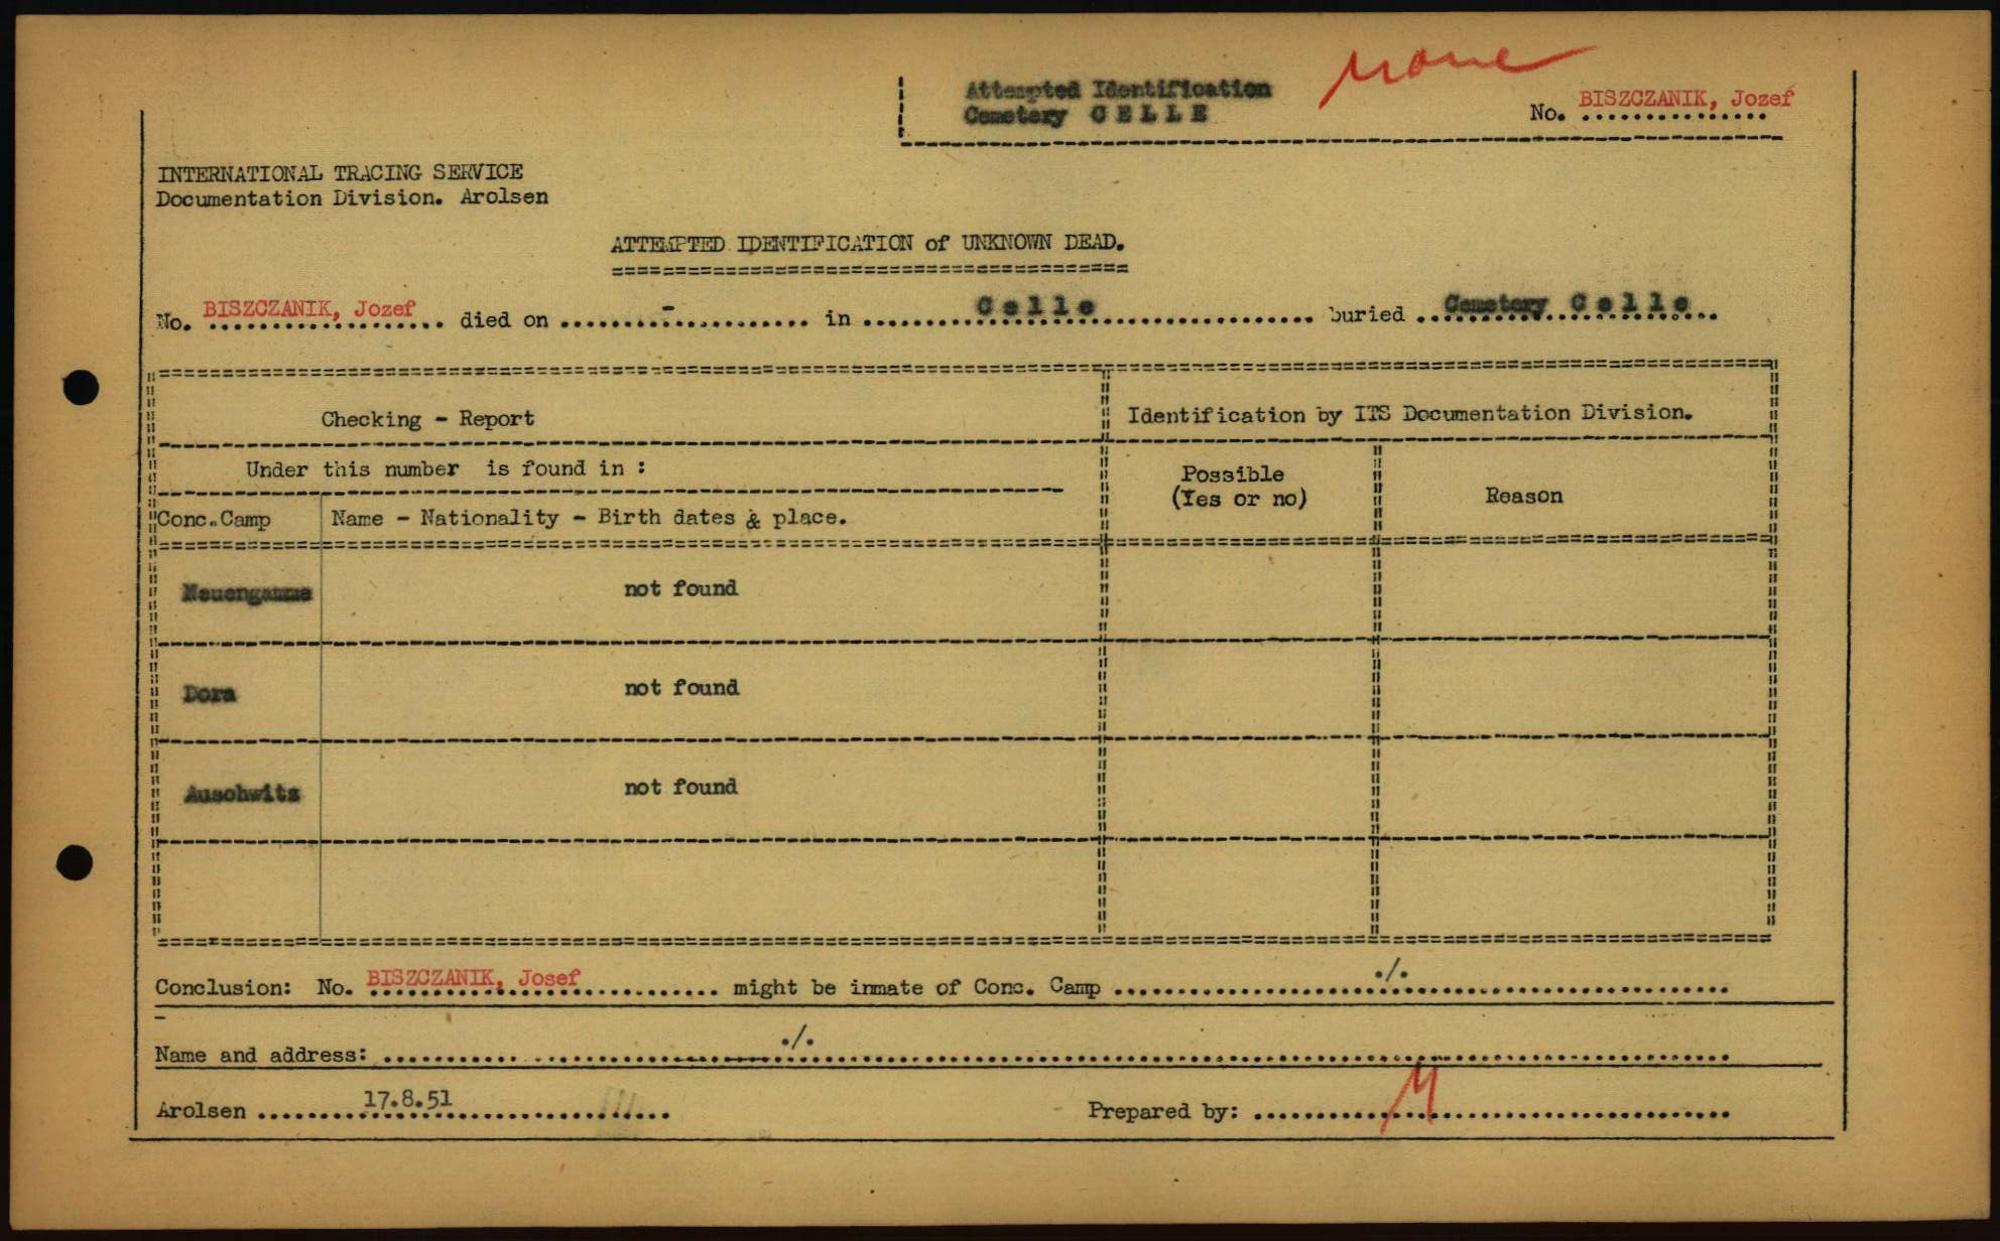 Attempted Identification
Cemetery C E L L E
None
No. BISZCZANIK, Jozef
INTERNATIONAL TRACING SERVICE
Documentation Division. Arolsen
ATTEMPTED IDENTIFICATION of UNKNOWN DEAD.
No. BISZCZANIK, Jozef died on - in C e l l e buried Cemetery C e l l e
Checking - Report
Identification by ITS Documentation Division.
Under this number is found in :
Possible
(Yes or no)
Reason
Conc.Camp
Name - Nationality - Birth dates & place.
Neuengamme
not found
Dora
not found
Auschwitz
not found
Conclusion: No. BISZCZANIK, Josef might be inmate of Conc. Camp ./.
Name and address: ./.
Arolsen 17.8.51
Prepared by: